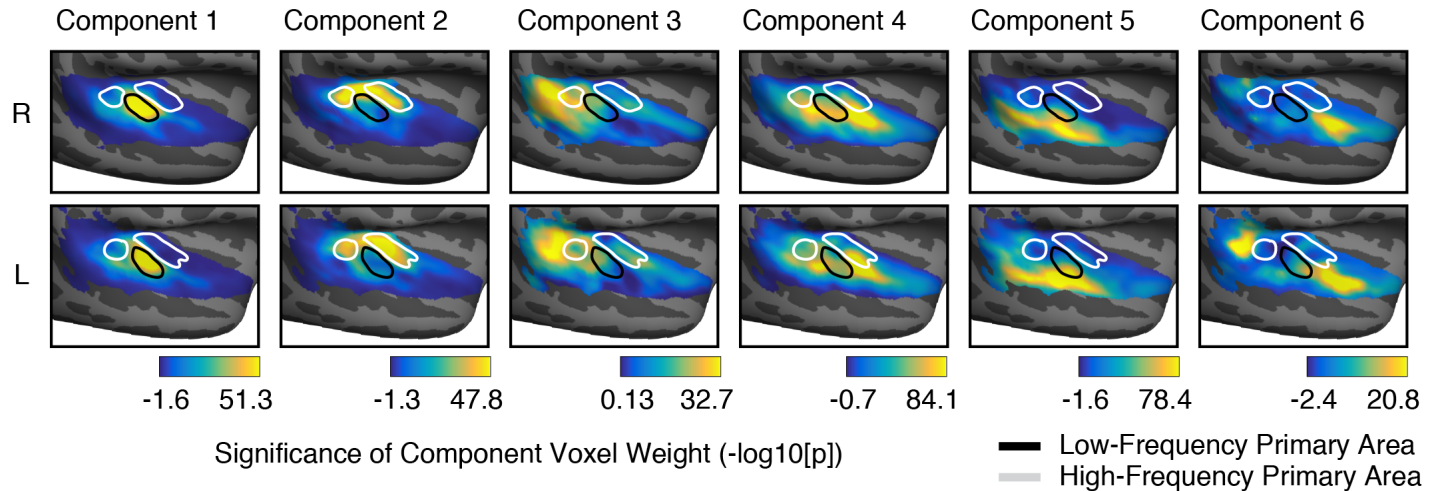 Component 1 Component 2 Component 3 Component 4 Component 5 Component 6
R
L
-1.6 51.3 -1.3 47.8 0.13 32.7 -0.7 84.1 -1.6 78.4 -2.4 20.8
Significance of Component Voxel Weight (-log10[p])
Low-Frequency Primary Area
High-Frequency Primary Area